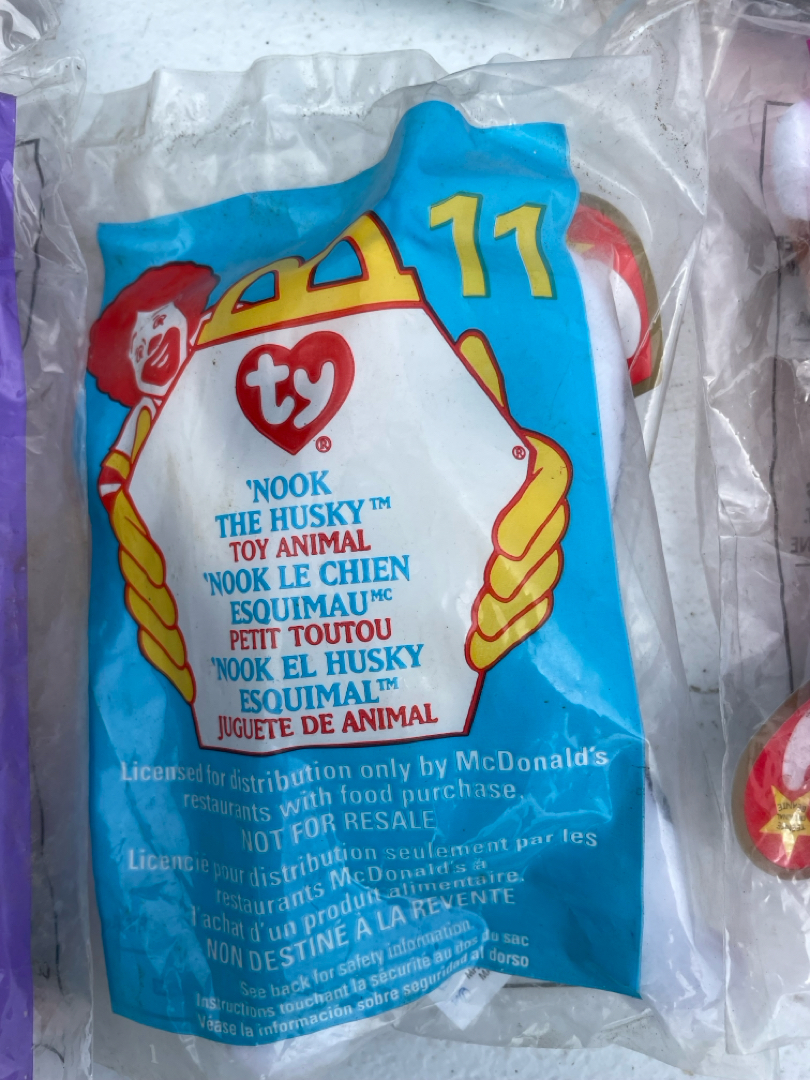 11
ty
®
®
'NOOK
THE HUSKY™
TOY ANIMAL
'NOOK LE CHIEN
ESQUIMAU MC
PETIT TOUTOU
'NOOK EL HUSKY
ESQUIMAL™
JUGUETE DE ANIMAL
Licensed for distribution only by McDonald's
restaurants with food purchase.
NOT FOR RESALE
Licencié pour distribution seulement par les
restaurants McDonald's à
l'achat d'un produit alimentaire.
NON DESTINÉ À LA REVENTE
See back for safety information.
Instructions touchant la sécurité au dos du sac
Véase la información sobre seguridad al dorso